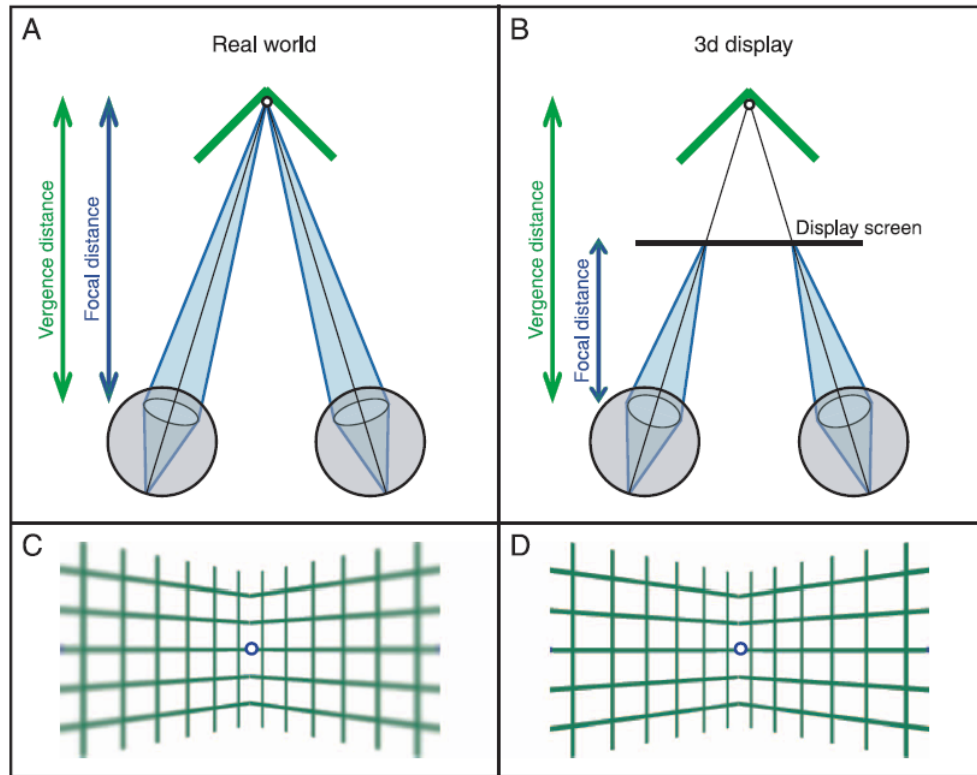 A
Real world
Vergence distance
Focal distance
B
3d display
Vergence distance
Focal distance
Display screen
C
D